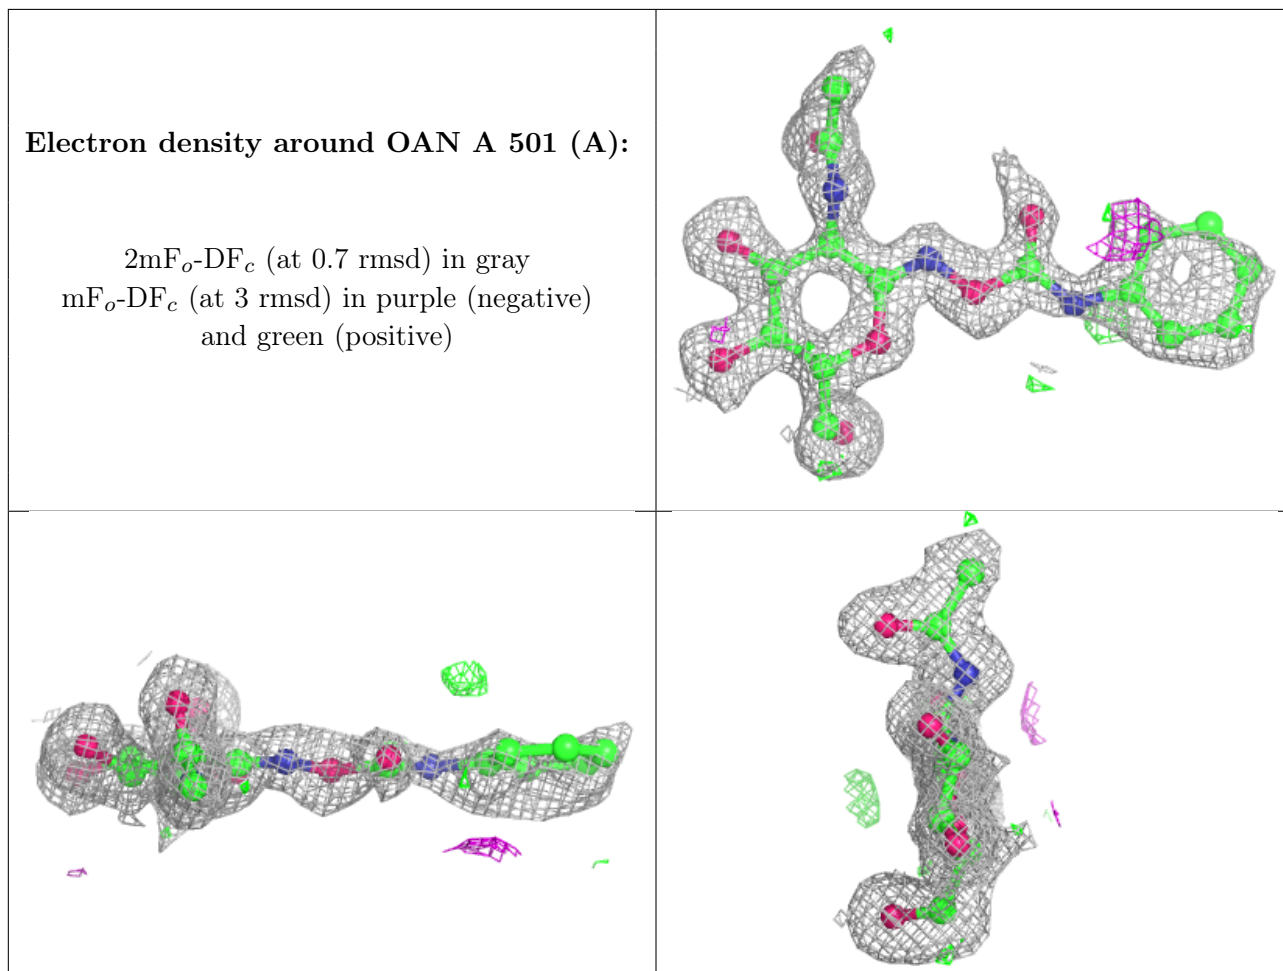 Electron density around OAN A 501 (A):
2mFo-DFc (at 0.7 rmsd) in gray
mFo-DFc (at 3 rmsd) in purple (negative)
and green (positive)